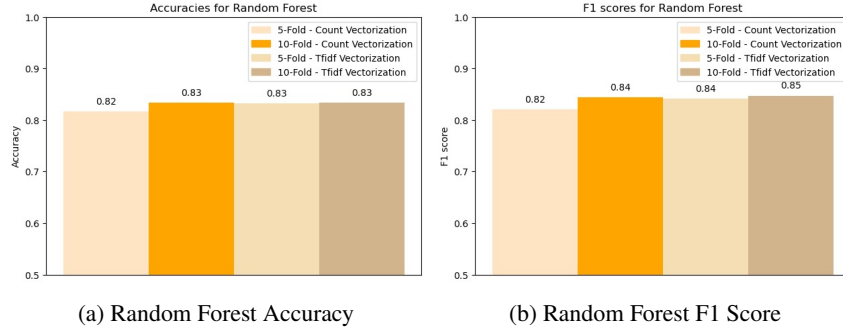 Accuracies for Random Forest
1.0
0.9
0.8
0.7
0.6
0.5
Accuracy
5-Fold - Count Vectorization
10-Fold - Count Vectorization
5-Fold - Tfidf Vectorization
10-Fold - Tfidf Vectorization
0.82
0.83
0.83
0.83
(a) Random Forest Accuracy
F1 scores for Random Forest
1.0
0.9
0.8
0.7
0.6
0.5
F1 score
5-Fold - Count Vectorization
10-Fold - Count Vectorization
5-Fold - Tfidf Vectorization
10-Fold - Tfidf Vectorization
0.82
0.84
0.84
0.85
(b) Random Forest F1 Score